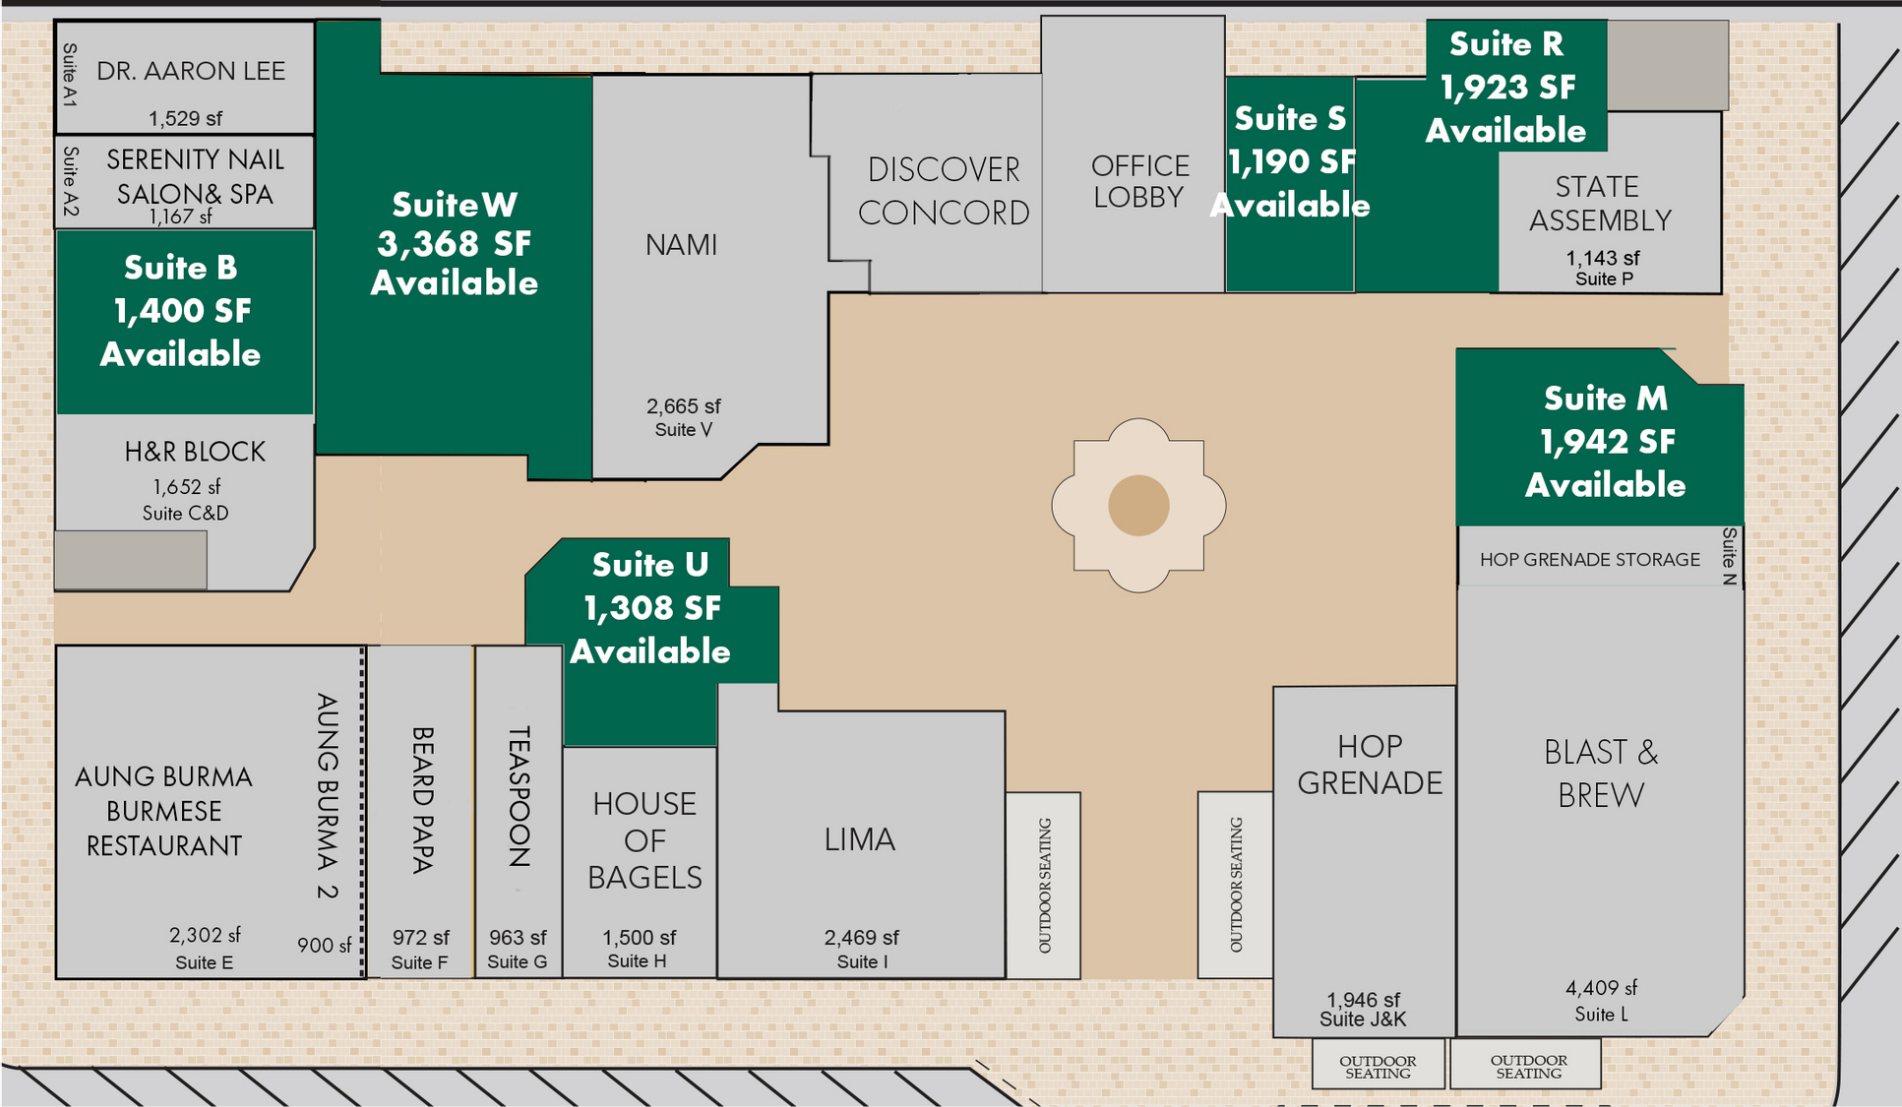 Suite A1
DR. AARON LEE
1,529 sf
Suite A2
SERENITY NAIL
SALON& SPA
1,167 sf
Suite B
1,400 SF
Available
H&R BLOCK
1,652 sf
Suite C&D
SuiteW
3,368 SF
Available
NAMI
2,665 sf
Suite V
DISCOVER
CONCORD
OFFICE
LOBBY
Suite S
1,190 SF
Available
Suite R
1,923 SF
Available
STATE
ASSEMBLY
1,143 sf
Suite P
Suite M
1,942 SF
Available
HOP GRENADE STORAGE
Suite N
Suite U
1,308 SF
Available
AUNG BURMA
BURMESE
RESTAURANT
2,302 sf
Suite E
AUNG BURMA 2
900 sf
BEARD PAPA
972 sf
Suite F
TEASPOON
963 sf
Suite G
HOUSE
OF
BAGELS
1,500 sf
Suite H
LIMA
2,469 sf
Suite I
OUTDOOR SEATING
OUTDOOR SEATING
HOP
GRENADE
1,946 sf
Suite J&K
BLAST &
BREW
4,409 sf
Suite L
OUTDOOR
SEATING
OUTDOOR
SEATING